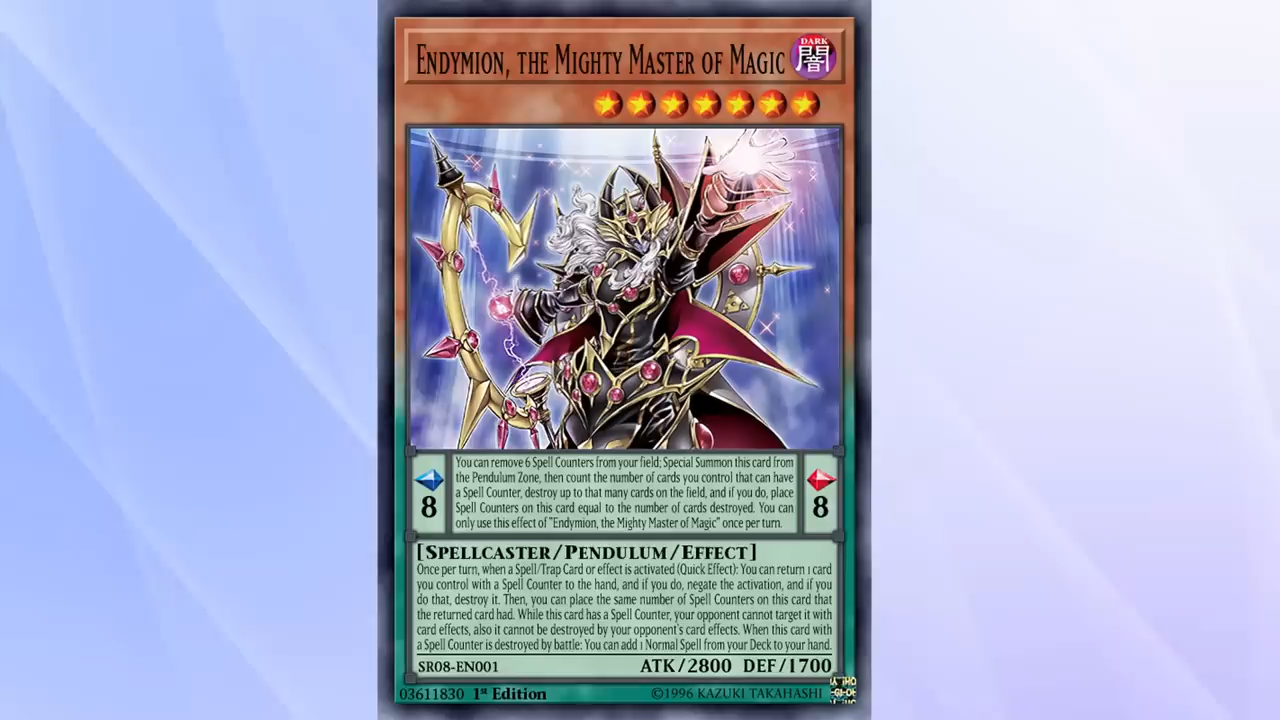 ENDYMION, THE MIGHTY MASTER OF MAGIC
DARK
闇
You can remove 6 Spell Counters from your field; Special Summon this card from
the Pendulum Zone, then count the number of cards you control that can have
a Spell Counter, destroy up to that many cards on the field, and if you do, place
Spell Counters on this card equal to the number of cards destroyed. You can
only use this effect of "Endymion, the Mighty Master of Magic" once per turn.
8
8
[SPELLCASTER/PENDULUM/EFFECT]
Once per turn, when a Spell/Trap Card or effect is activated (Quick Effect): You can return 1 card
you control with a Spell Counter to the hand, and if you do, negate the activation, and if you
do that, destroy it. Then, you can place the same number of Spell Counters on this card that
the returned card had. While this card has a Spell Counter, your opponent cannot target it with
card effects, also it cannot be destroyed by your opponent's card effects. When this card with
a Spell Counter is destroyed by battle: You can add 1 Normal Spell from your Deck to your hand.
SR08-EN001
ATK/2800 DEF/1700
03611830 1st Edition
©1996 KAZUKI TAKAHASHI